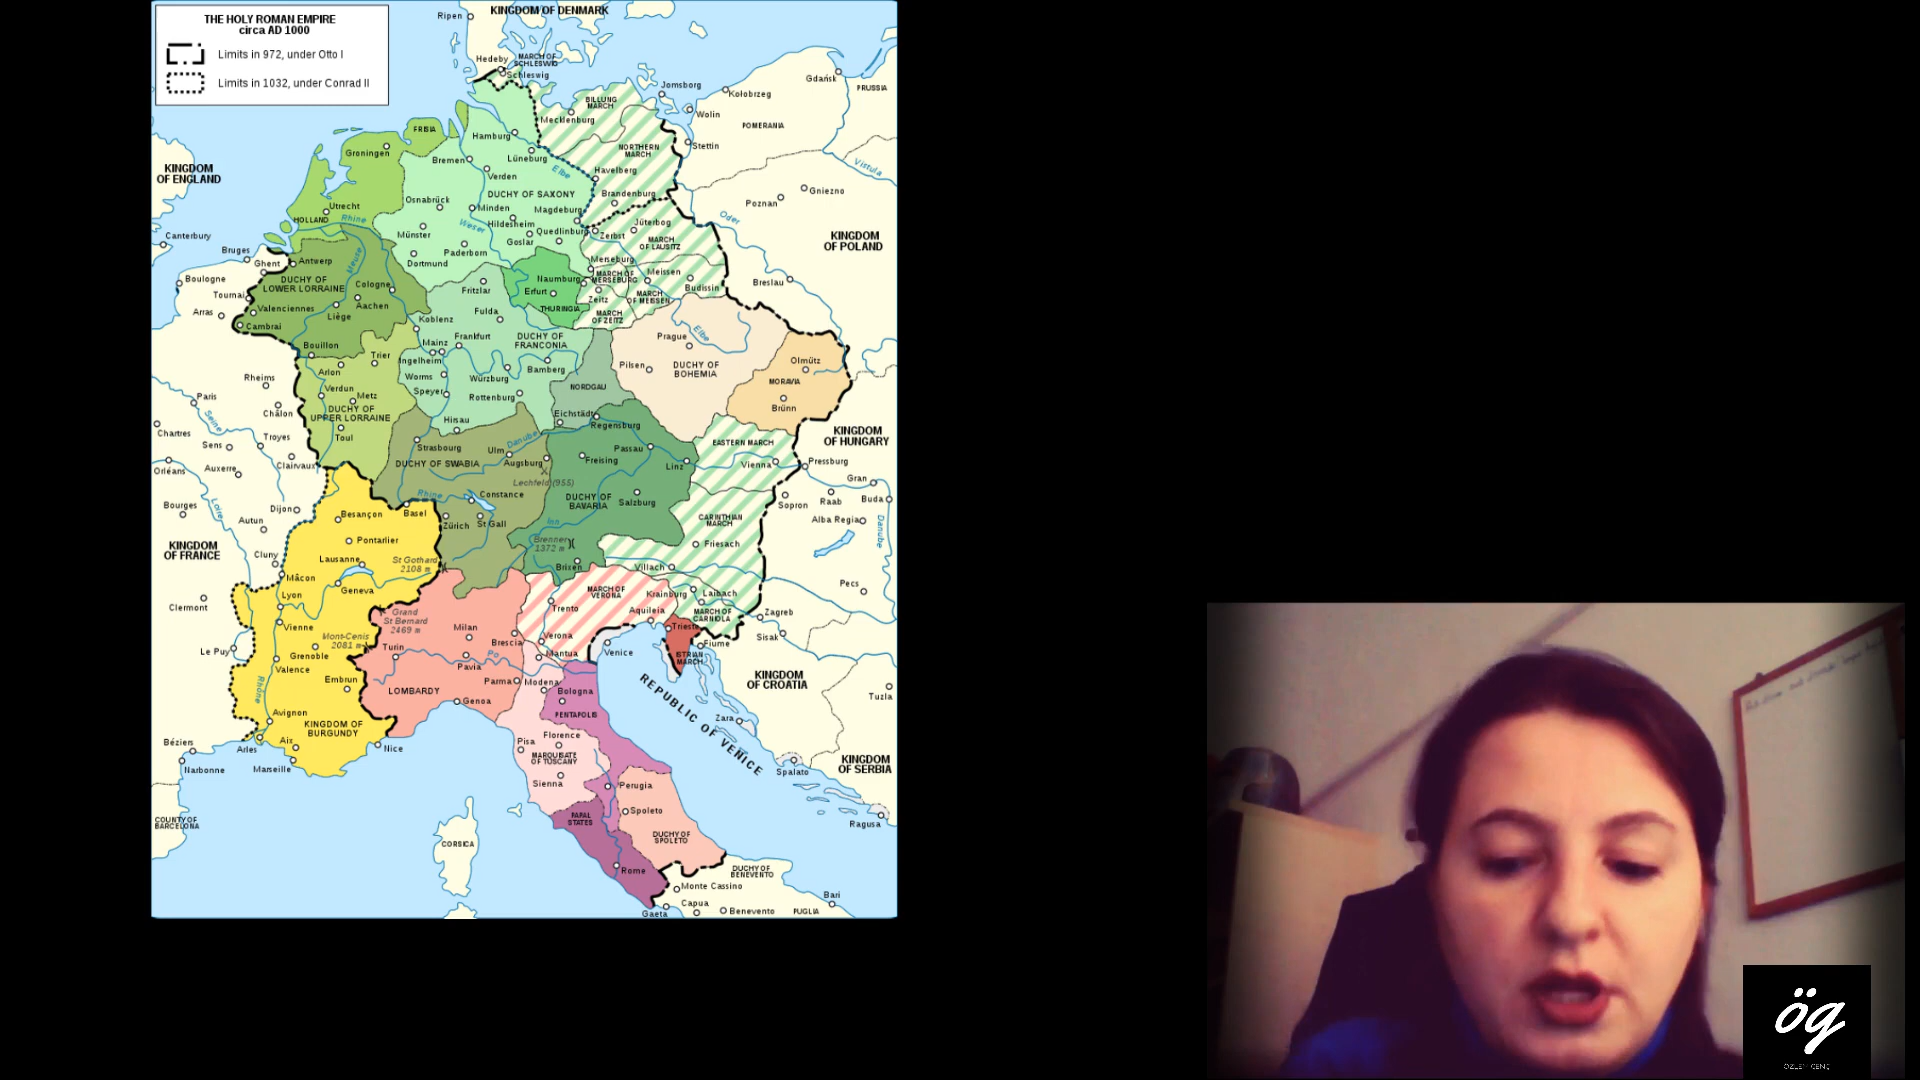 THE HOLY ROMAN EMPIRE
circa AD 1000
Limits in 972, under Otto I
Limits in 1032, under Conrad II
Ripen
KINGDOM OF DENMARK
Hedeby
MARCH OF
SCHLESWIG
Schleswig
Jomsborg
Gdańsk
PRUSSIA
Kołobrzeg
Wolin
POMERANIA
Stettin
Vistula
BILLUNG
MARCH
Mecklenburg
NORTHERN
MARCH
Havelberg
Brandenburg
FRISIA
Groningen
Hamburg
Bremen
Lüneburg
Elbe
Verden
DUCHY OF SAXONY
Osnabrück
Minden
Magdeburg
Weser
Hildesheim
Quedlinburg
Münster
Goslar
Paderborn
Dortmund
KINGDOM
OF ENGLAND
Utrecht
HOLLAND
Rhine
Canterbury
Gniezno
Poznan
Oder
KINGDOM
OF POLAND
Breslau
Jüterbog
Zerbst
MARCH
OF LAUSITZ
Merseburg
MARCH OF
MERSEBURG
Meissen
Zeitz
MARCH
OF MEISSEN
Budissin
MARCH
OF ZEITZ
Naumburg
Erfurt
THURINGIA
Bruges
Ghent
Antwerp
Meuse
Boulogne
DUCHY OF
LOWER LORRAINE
Cologne
Tournai
Valenciennes
Aachen
Arras
Liège
Cambrai
Fritzlar
Fulda
Koblenz
Frankfurt
DUCHY OF
FRANCONIA
Mainz
Ingelheim
Bamberg
Worms
Würzburg
Speyer
Rottenburg
NORDGAU
Eichstädt
Hirsau
Bouillon
Trier
Arlon
Verdun
Metz
DUCHY OF
UPPER LORRAINE
Toul
Rheims
Paris
Châlon
Seine
Chartres
Sens
Troyes
Orléans
Auxerre
Clairvaux
Prague
Elbe
Pilsen
DUCHY OF
BOHEMIA
Olmütz
MORAVIA
Brünn
KINGDOM
OF HUNGARY
Regensburg
Passau
Freising
Linz
EASTERN MARCH
Vienna
Pressburg
Gran
Buda
Sopron
Raab
Alba Regia
Danube
Pecs
Strasbourg
Ulm
Danube
DUCHY OF SWABIA
Augsburg
Lechfeld (955)
Rhine
Constance
Zürich
St Gall
DUCHY OF
BAVARIA
Salzburg
Inn
Brenner
1372 m
Brixen
CARINTHIAN
MARCH
Friesach
Villach
Bourges
Loire
Dijon
Autun
Besançon
Basel
Pontarlier
KINGDOM
OF FRANCE
Cluny
Lausanne
St Gothard
2108 m
Mâcon
Geneva
Clermont
Lyon
Vienne
Grand
St Bernard
2469 m
Mont-Cenis
2081 m
Le Puy
Grenoble
Valence
Embrun
Rhône
Avignon
KINGDOM OF
BURGUNDY
Arles
Aix
Marseille
Nice
Béziers
Narbonne
COUNTY OF
BARCELONA
MARCH OF
VERONA
Trento
Krainburg
Laibach
MARCH OF
CARNIOLA
Aquileia
Zagreb
Sisak
Trieste
Fiume
ISTRIAN
MARCH
Milan
Brescia
Verona
Venice
Turin
Pavia
Po
Mantua
LOMBARDY
Parma
Modena
Genoa
Bologna
PENTAPOLIS
Florence
Pisa
MARQUISATE
OF TUSCANY
Sienna
Perugia
PAPAL
STATES
Spoleto
DUCHY OF
SPOLETO
Rome
CORSICA
REPUBLIC OF VENICE
KINGDOM
OF CROATIA
Zara
Tuzla
KINGDOM
OF SERBIA
Spalato
Ragusa
DUCHY OF
BENEVENTO
Monte Cassino
Capua
Bari
Gaeta
Benevento
PUGLIA
ög
ÖZLEM GENÇ